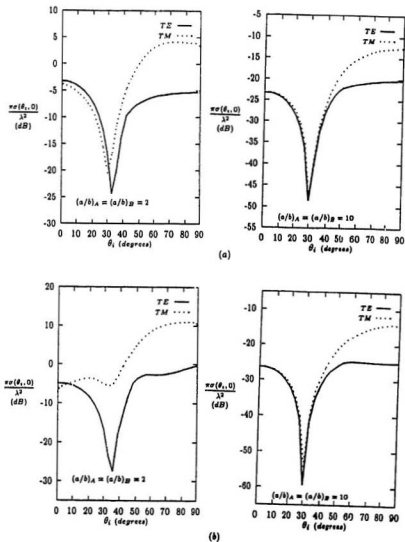 10
5
0
-5
-10
-15
-20
-25
-30
πσ(θi,0)
λ²
(dB)
TE
TM
(a/b)A = (a/b)B = 2
0 10 20 30 40 50 60 70 80 90
θi (degrees)
-5
-10
-15
-20
-25
-30
-35
-40
-45
-50
πσ(θi,0)
λ²
(dB)
TE
TM
(a/b)A = (a/b)B = 10
0 10 20 30 40 50 60 70 80 90
θi (degrees)
(a)
20
10
0
-10
-20
-30
πσ(θi,0)
λ²
(dB)
TE
TM
(a/b)A = (a/b)B = 2
0 10 20 30 40 50 60 70 80 90
θi (degrees)
-10
-20
-30
-40
-50
-60
πσ(θi,0)
λ²
(dB)
TE
TM
(a/b)A = (a/b)B = 10
0 10 20 30 40 50 60 70 80 90
θi (degrees)
(b)